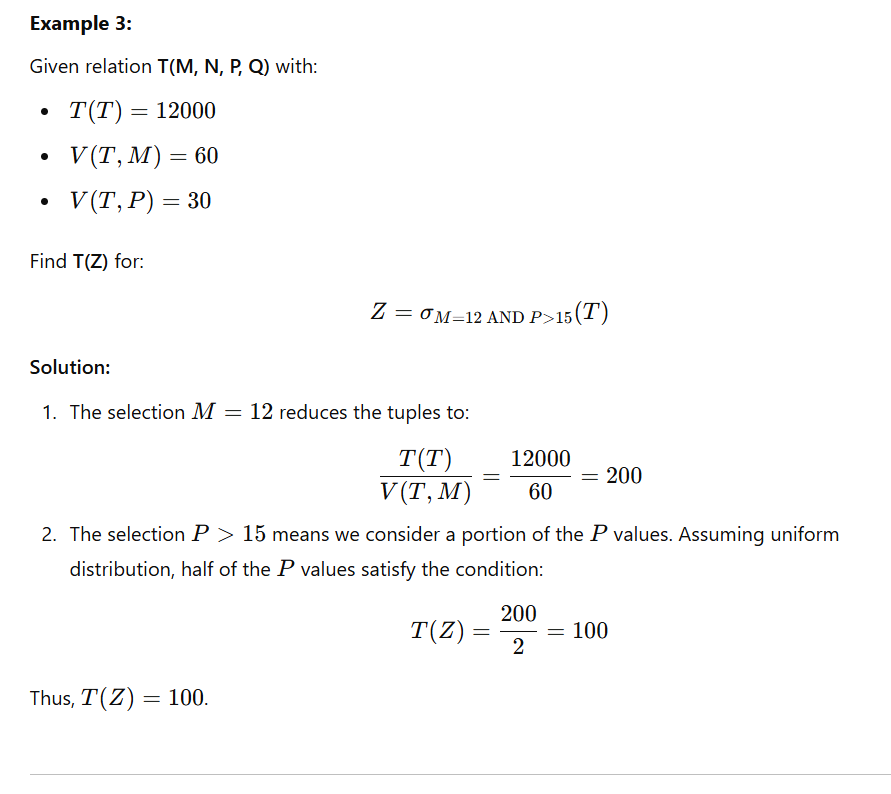 Example 3:
Given relation T(M, N, P, Q) with:
• T(T) = 12000
• V(T, M) = 60
• V(T, P) = 30
Find T(Z) for:
Z = σ_{M=12 AND P>15}(T)
Solution:
1. The selection M = 12 reduces the tuples to:
T(T) / V(T, M) = 12000 / 60 = 200
2. The selection P > 15 means we consider a portion of the P values. Assuming uniform
distribution, half of the P values satisfy the condition:
T(Z) = 200 / 2 = 100
Thus, T(Z) = 100.